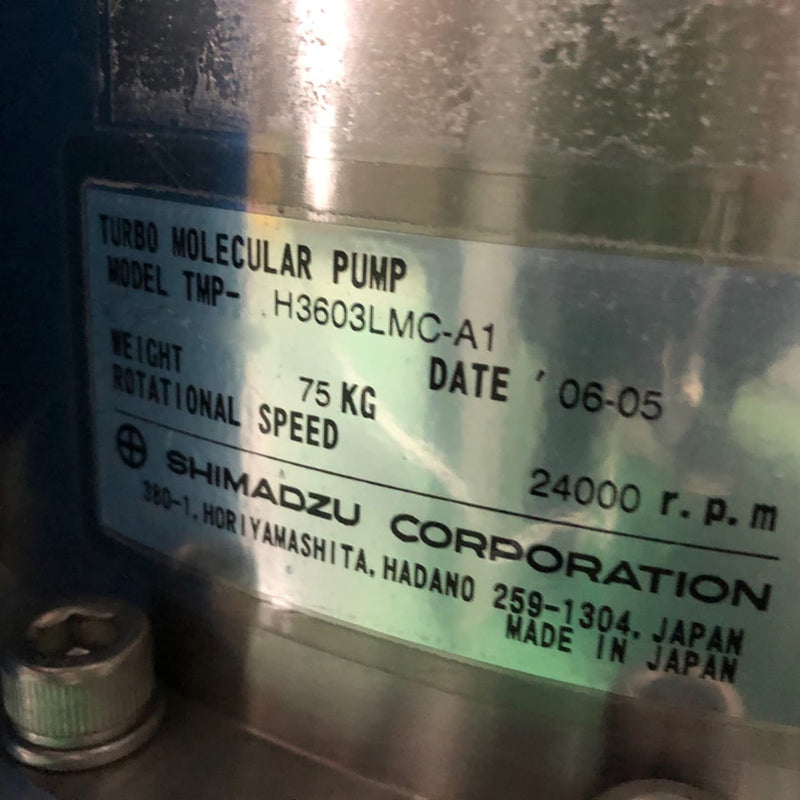 TURBO MOLECULAR PUMP
MODEL TMP- H3603LMC-A1
DATE '06-05
WEIGHT 75 KG
ROTATIONAL SPEED 24000 r.p.m
SHIMADZU CORPORATION
380-1, HORIYAMASHITA, HADANO 259-1304, JAPAN
MADE IN JAPAN